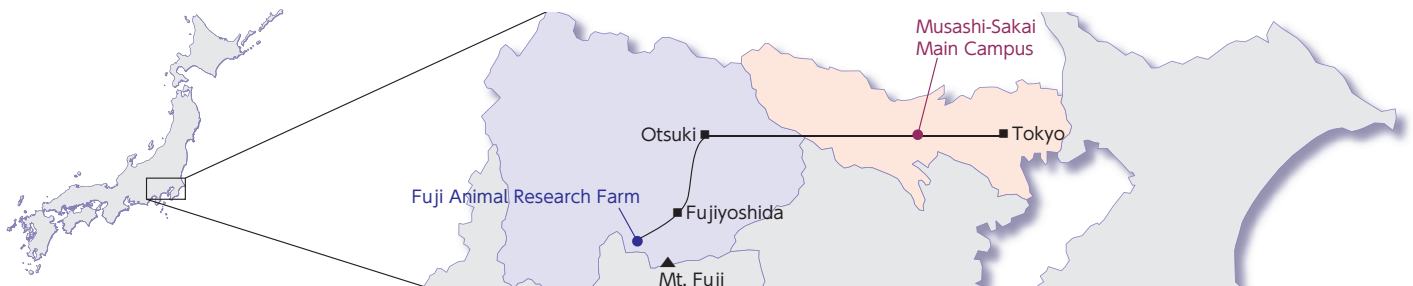 Musashi-Sakai
Main Campus
Otsuki
Tokyo
Fuji Animal Research Farm
Fujiyoshida
Mt. Fuji